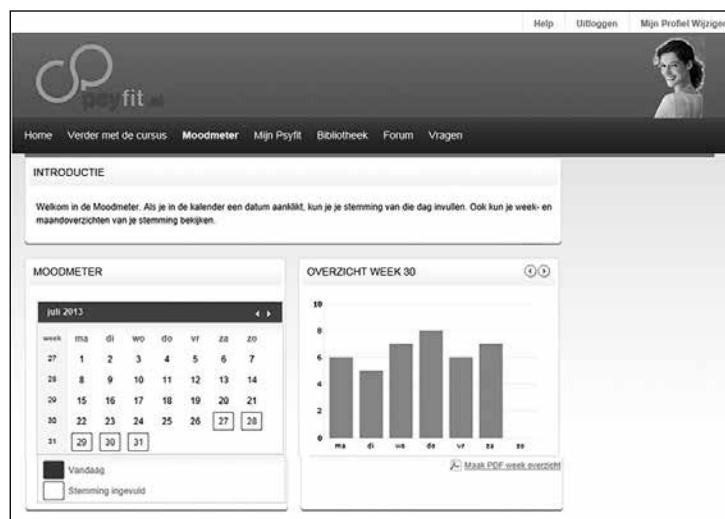 Help Uitloggen Mijn Profiel Wijzigen
psyfit.nl
Home Verder met de cursus Moodmeter Mijn Psyfit Bibliotheek Forum Vragen
INTRODUCTIE
Welkom in de Moodmeter. Als je in de kalender een datum aanklikt, kun je je stemming van die dag invullen. Ook kun je week- en
maandoverzichten van je stemming bekijken.
MOODMETER
juli 2013
week ma di wo do vr za zo
27 1 2 3 4 5 6 7
28 8 9 10 11 12 13 14
29 15 16 17 18 19 20 21
30 22 23 24 25 26 27 28
31 29 30 31
Vandaag
Stemming ingevuld
OVERZICHT WEEK 30
10
8
6
4
2
0
ma di wo do vr za zo
Maak PDF week overzicht